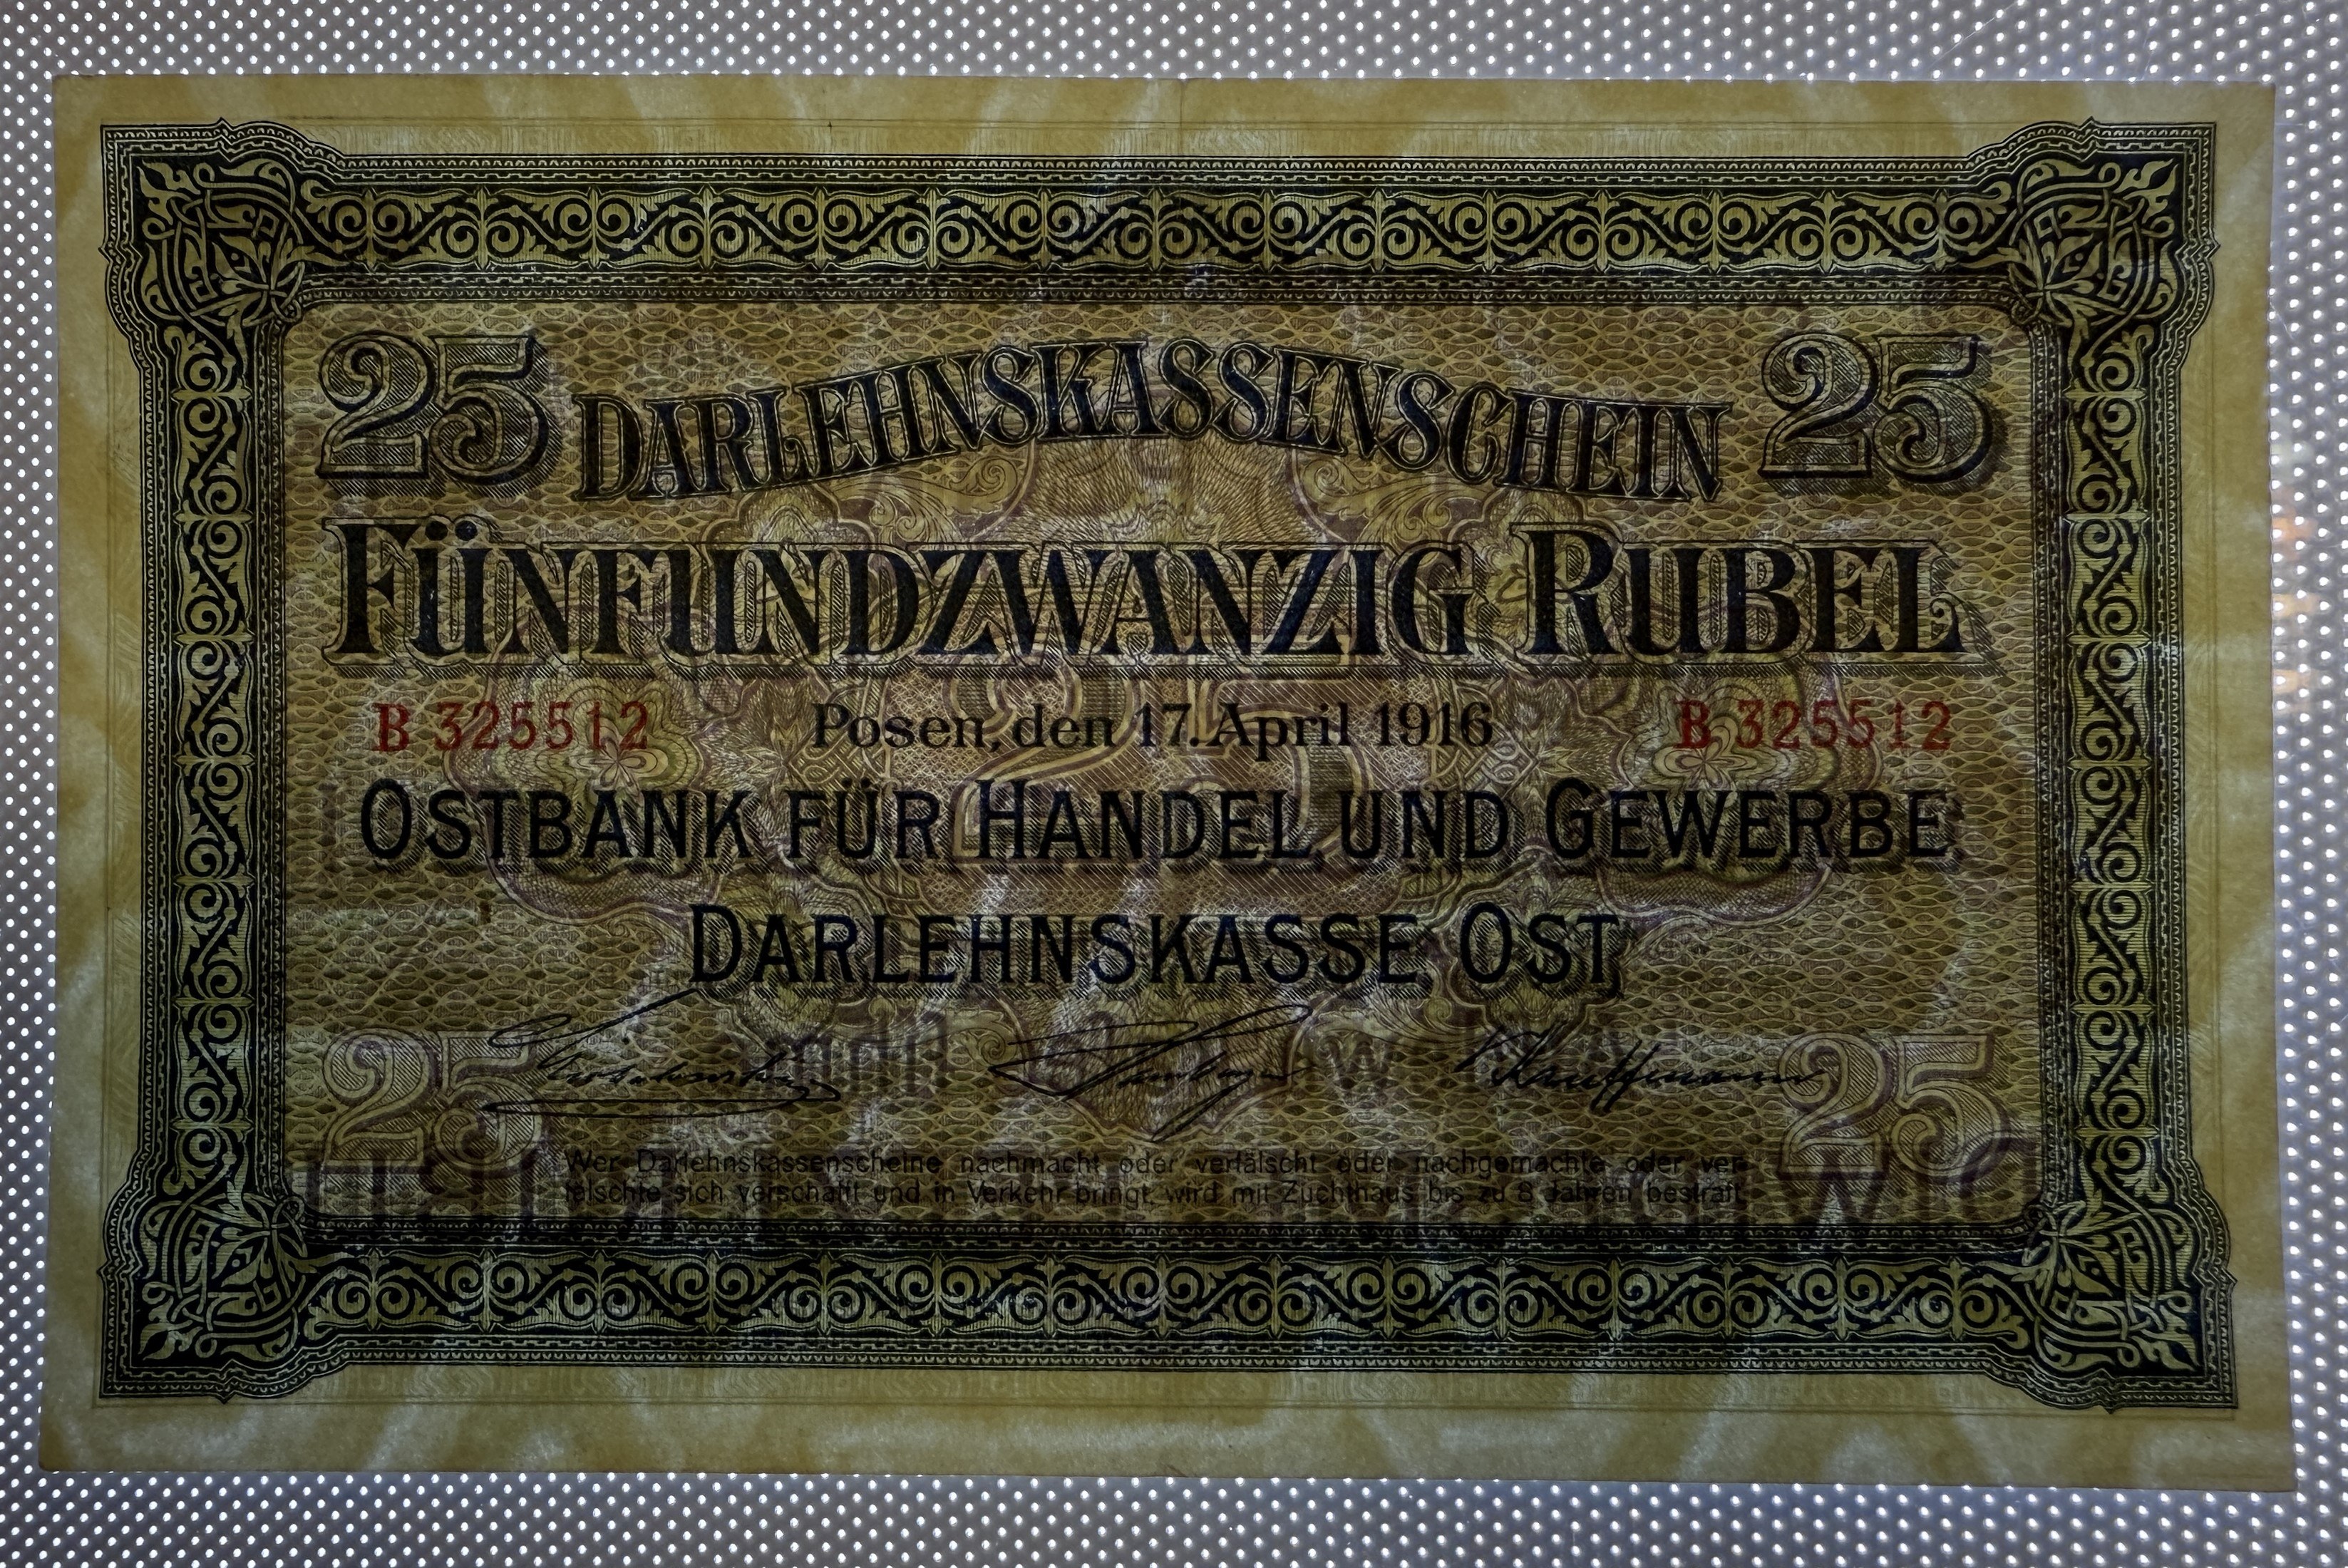 25 DARLEHNSKASSENSCHEIN 25
FÜNFUNDZWANZIG RUBEL
B 325512 Posen, den 17. April 1916 B 325512
OSTBANK FÜR HANDEL UND GEWERBE
DARLEHNSKASSE OST
25 25
Wer Darlehnskassenscheine nachmacht oder verfälscht oder nachgemachte oder ver-
fälschte sich verschafft und in Verkehr bringt, wird mit Zuchthaus bis zu 8 Jahren bestraft.